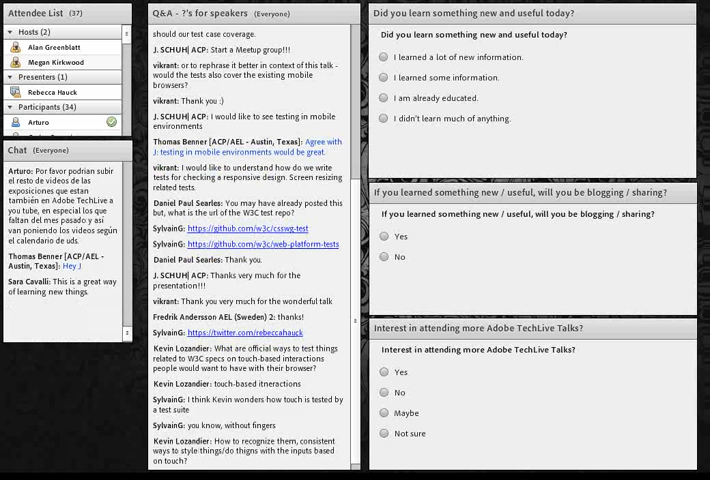 Attendee List (37)
Hosts (2)
Alan Greenblatt
Megan Kirkwood
Presenters (1)
Rebecca Hauck
Participants (34)
Arturo
Chat (Everyone)
Arturo: Por favor podrian subir
el resto de videos de las
exposiciones que estan
también en Adobe TechLive a
you tube, en especial los que
faltan del mes pasado y así
van poniendo los videos según
el calendario de uds.
Thomas Benner [ACP/AEL -
Austin, Texas]: Hey J
Sara Cavalli: This is a great way
of learning new things.
Q&A - ?'s for speakers (Everyone)
should our test case coverage.
J. SCHUH| ACP: Start a Meetup group!!!
vikrant: or to rephrase it better in context of this talk -
would the tests also cover the existing mobile
browsers?
vikrant: Thank you :)
J. SCHUH| ACP: I would like to see testing in mobile
environments
Thomas Benner [ACP/AEL - Austin, Texas]: Agree with
J: testing in mobile environments would be great.
vikrant: I would like to understand how do we write
tests for checking a responsive design. Screen resizing
related tests.
Daniel Paul Searles: You may have already posted this
but, what is the url of the W3C test repo?
SylvainG: https://github.com/w3c/csswg-test
SylvainG: https://github.com/w3c/web-platform-tests
Daniel Paul Searles: Thank you.
J. SCHUH| ACP: Thanks very much for the
presentation!!!
vikrant: Thank you very much for the wonderful talk
Fredrik Andersson AEL (Sweden) 2: thanks!
SylvainG: https://twitter.com/rebeccahauck
Kevin Lozandier: What are official ways to test things
related to W3C specs on touch-based interactions
people would want to have with their browser?
Kevin Lozandier: touch-based itneractions
SylvainG: I think Kevin wonders how touch is tested by
a test suite
SylvainG: you know, without fingers
Kevin Lozandier: How to recognize them, consistent
ways to style things/do thigns with the inputs based
on touch?
Did you learn something new and useful today?
Did you learn something new and useful today?
I learned a lot of new information.
I learned some information.
I am already educated.
I didn't learn much of anything.
If you learned something new / useful, will you be blogging / sharing?
If you learned something new / useful, will you be blogging / sharing?
Yes
No
Interest in attending more Adobe TechLive Talks?
Interest in attending more Adobe TechLive Talks?
Yes
No
Maybe
Not sure